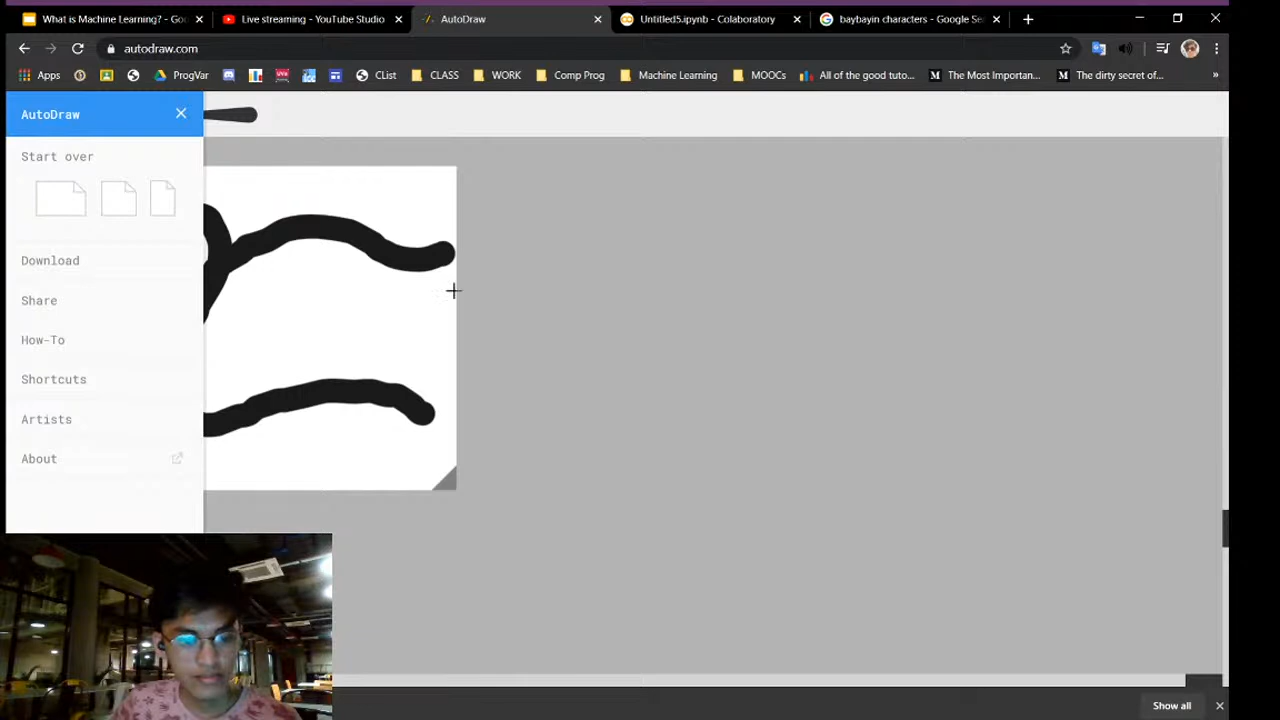 What is Machine Learning? - Goo
Live streaming - YouTube Studio
AutoDraw
Untitled5.ipynb - Colaboratory
baybayin characters - Google Se
autodraw.com
Apps
ProgVar
CList
CLASS
WORK
Comp Prog
Machine Learning
MOOCs
All of the good tuto...
The Most Importan...
The dirty secret of...
AutoDraw
Start over
Download
Share
How-To
Shortcuts
Artists
About
Show all